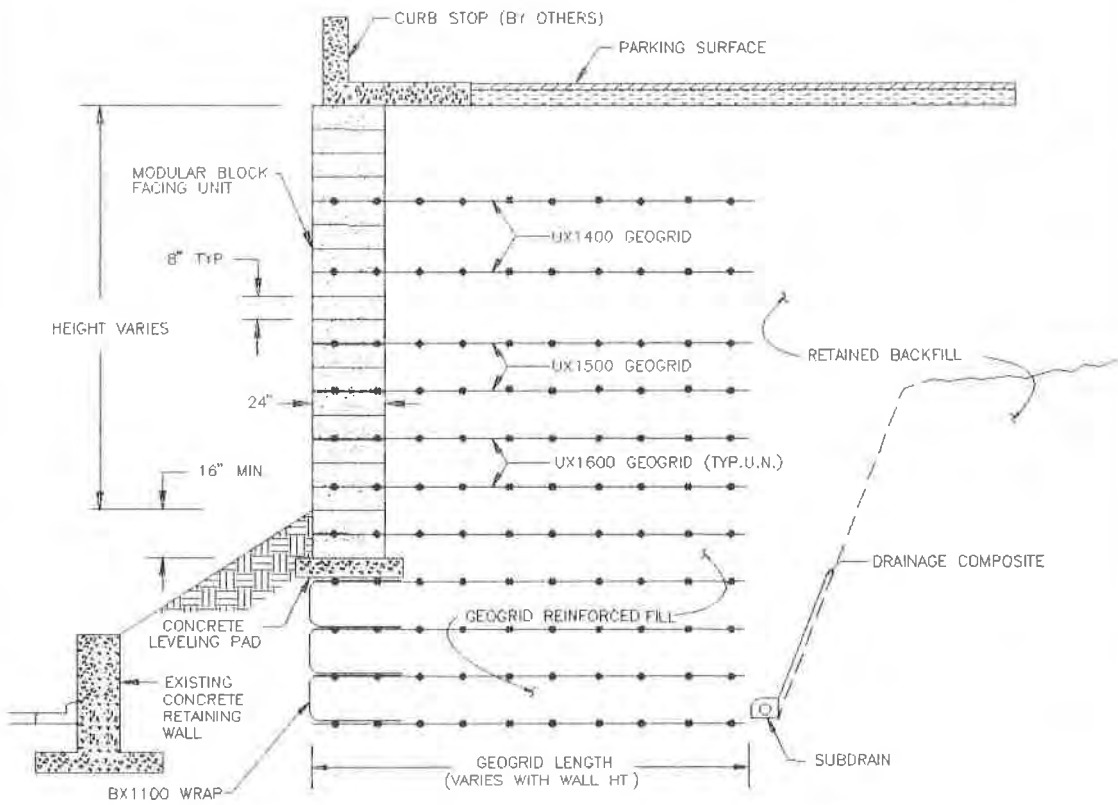 CURB STOP (BY OTHERS)
PARKING SURFACE
MODULAR BLOCK
FACING UNIT
UX1400 GEOGRID
8" TYP
HEIGHT VARIES
RETAINED BACKFILL
UX1500 GEOGRID
24"
16" MIN.
UX1600 GEOGRID (TYP.U.N.)
DRAINAGE COMPOSITE
GEOGRID REINFORCED FILL
CONCRETE
LEVELING PAD
EXISTING
CONCRETE
RETAINING
WALL
SUBDRAIN
GEOGRID LENGTH
(VARIES WITH WALL HT)
BX1100 WRAP